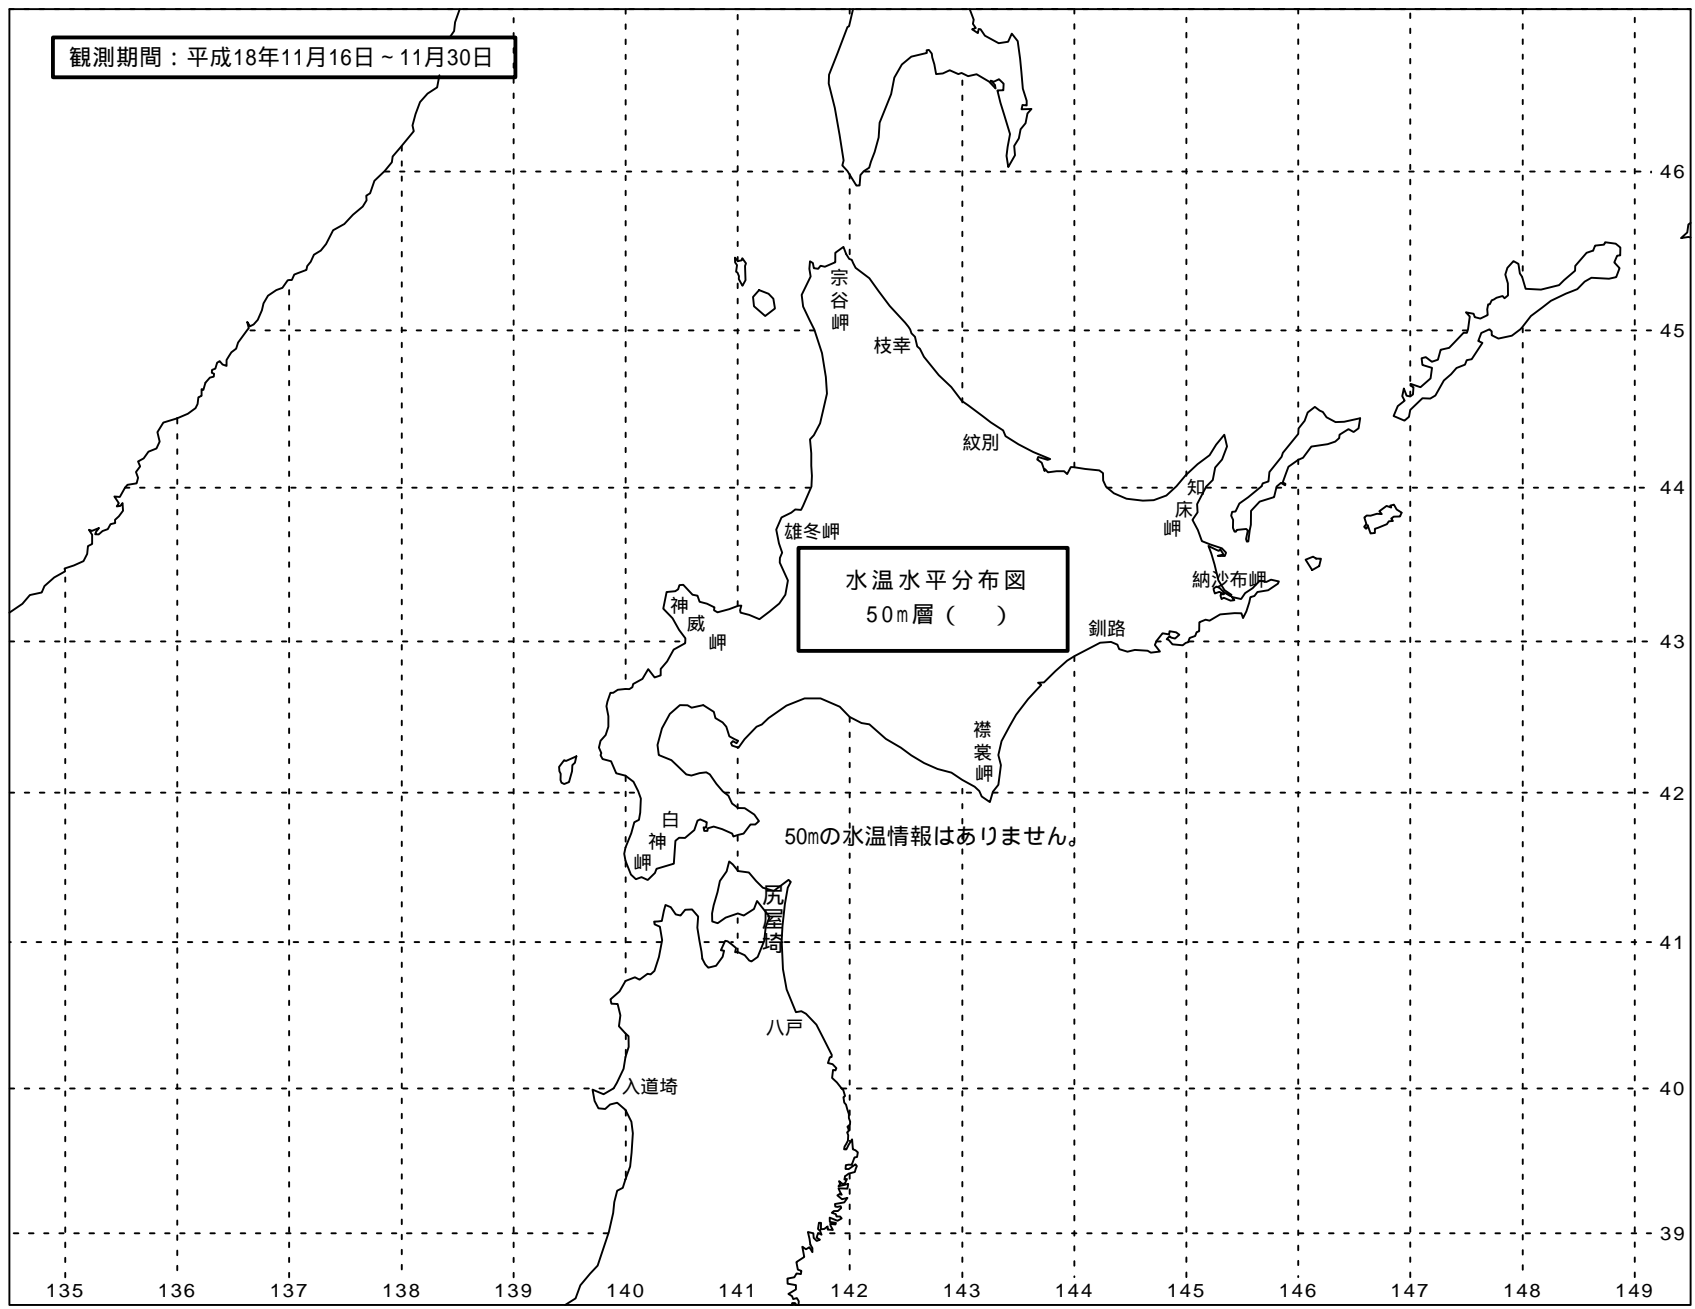 観測期間：平成18年11月16日～11月30日
46
宗谷岬
45
枝幸
紋別
44
知床岬
雄冬岬
水温水平分布図
50m層（　）
納沙布岬
神威岬
釧路
43
襟裳岬
42
白神岬
50mの水温情報はありません。
尻屋埼
41
八戸
入道埼
40
39
135 136 137 138 139 140 141 142 143 144 145 146 147 148 149